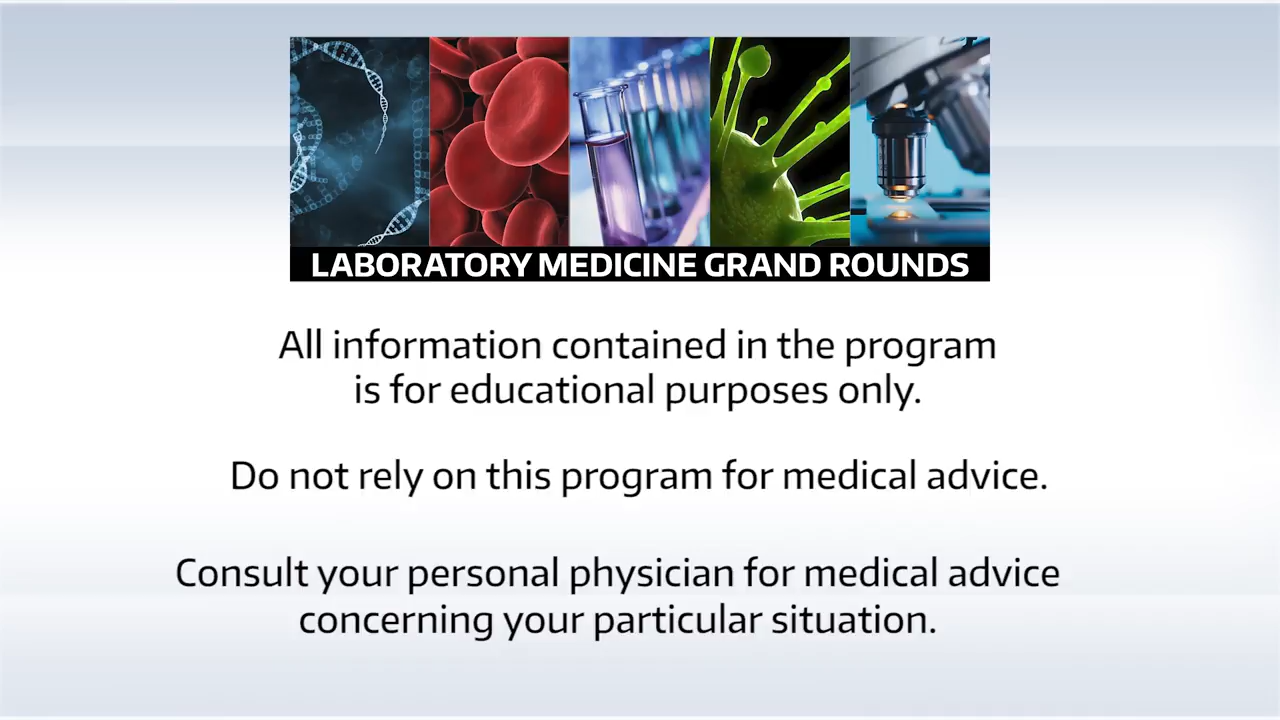 LABORATORY MEDICINE GRAND ROUNDS
All information contained in the program
is for educational purposes only.
Do not rely on this program for medical advice.
Consult your personal physician for medical advice
concerning your particular situation.